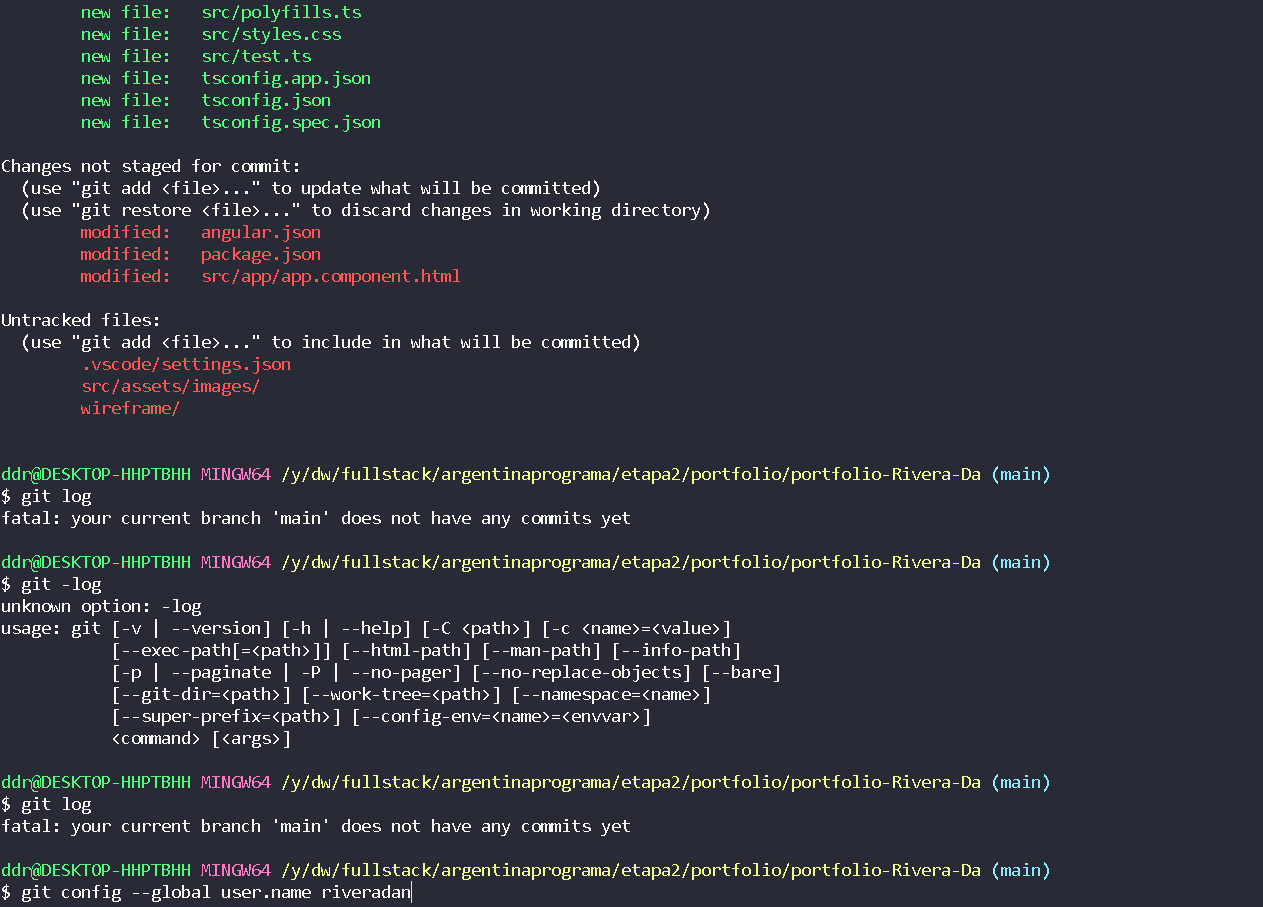 new file:   src/polyfills.ts
new file:   src/styles.css
new file:   src/test.ts
new file:   tsconfig.app.json
new file:   tsconfig.json
new file:   tsconfig.spec.json
Changes not staged for commit:
(use "git add <file>..." to update what will be committed)
(use "git restore <file>..." to discard changes in working directory)
modified:   angular.json
modified:   package.json
modified:   src/app/app.component.html
Untracked files:
(use "git add <file>..." to include in what will be committed)
.vscode/settings.json
src/assets/images/
wireframe/
ddr@DESKTOP-HHPTBHH MINGW64 /y/dw/fullstack/argentinaprograma/etapa2/portfolio/portfolio-Rivera-Da (main)
$ git log
fatal: your current branch 'main' does not have any commits yet
ddr@DESKTOP-HHPTBHH MINGW64 /y/dw/fullstack/argentinaprograma/etapa2/portfolio/portfolio-Rivera-Da (main)
$ git -log
unknown option: -log
usage: git [-v | --version] [-h | --help] [-C <path>] [-c <name>=<value>]
[--exec-path[=<path>]] [--html-path] [--man-path] [--info-path]
[-p | --paginate | -P | --no-pager] [--no-replace-objects] [--bare]
[--git-dir=<path>] [--work-tree=<path>] [--namespace=<name>]
[--super-prefix=<path>] [--config-env=<name>=<envvar>]
<command> [<args>]
ddr@DESKTOP-HHPTBHH MINGW64 /y/dw/fullstack/argentinaprograma/etapa2/portfolio/portfolio-Rivera-Da (main)
$ git log
fatal: your current branch 'main' does not have any commits yet
ddr@DESKTOP-HHPTBHH MINGW64 /y/dw/fullstack/argentinaprograma/etapa2/portfolio/portfolio-Rivera-Da (main)
$ git config --global user.name riveradan